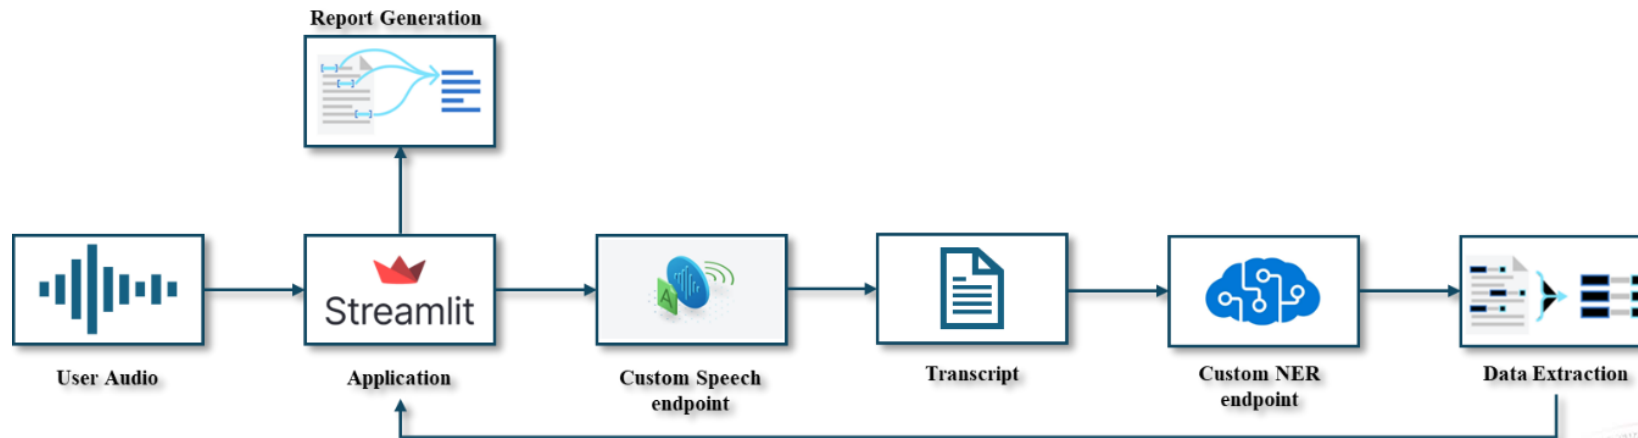 Report Generation
Streamlit
A
User Audio
Application
Custom Speech
endpoint
Transcript
Custom NER
endpoint
Data Extraction